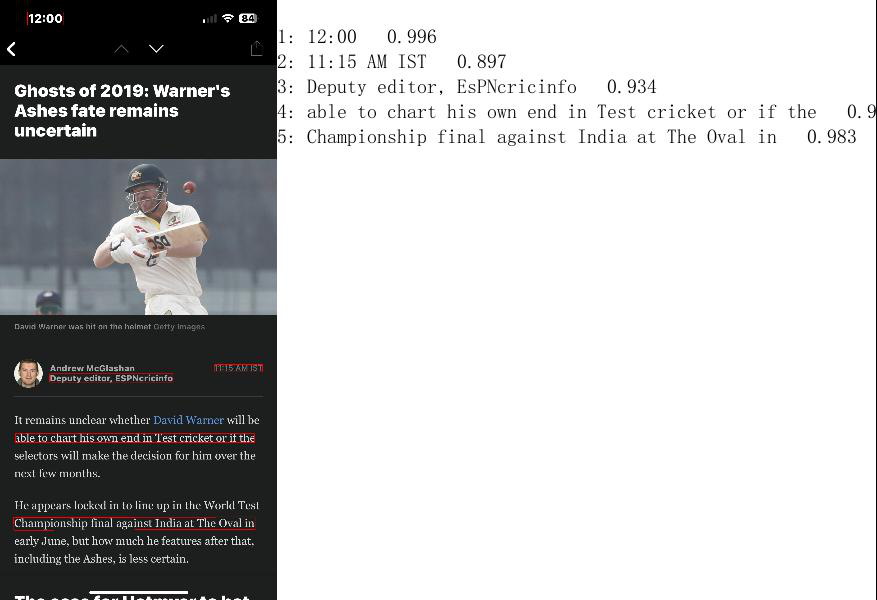 12:00
84
Ghosts of 2019: Warner's
Ashes fate remains
uncertain
David Warner was hit on the helmet Getty Images
Andrew McGlashan
Deputy editor, ESPNcricinfo
11:15 AM IST
It remains unclear whether David Warner will be
able to chart his own end in Test cricket or if the
selectors will make the decision for him over the
next few months.
He appears locked in to line up in the World Test
Championship final against India at The Oval in
early June, but how much he features after that,
including the Ashes, is less certain.
1: 12:00 0.996
2: 11:15 AM IST 0.897
3: Deputy editor, EsPNcricinfo 0.934
4: able to chart his own end in Test cricket or if the 0.9
5: Championship final against India at The Oval in 0.983